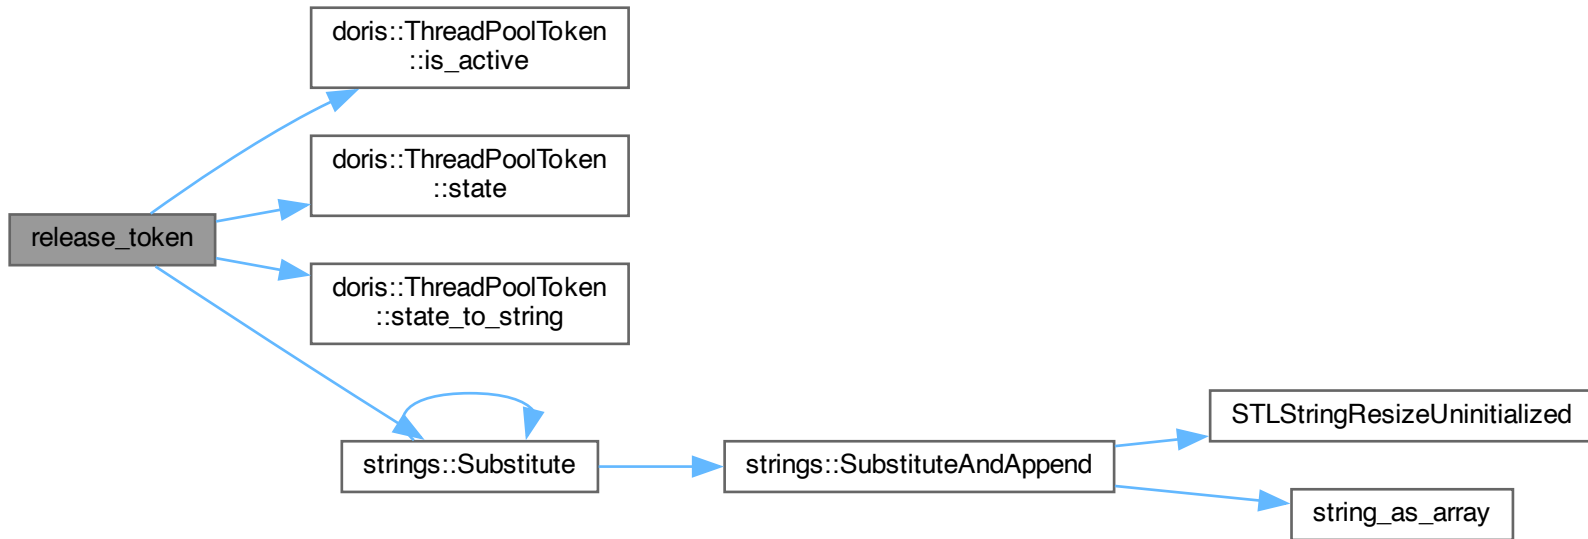 doris::ThreadPoolToken
::is_active
doris::ThreadPoolToken
::state
release_token
doris::ThreadPoolToken
::state_to_string
strings::Substitute
strings::SubstituteAndAppend
STLStringResizeUninitialized
string_as_array